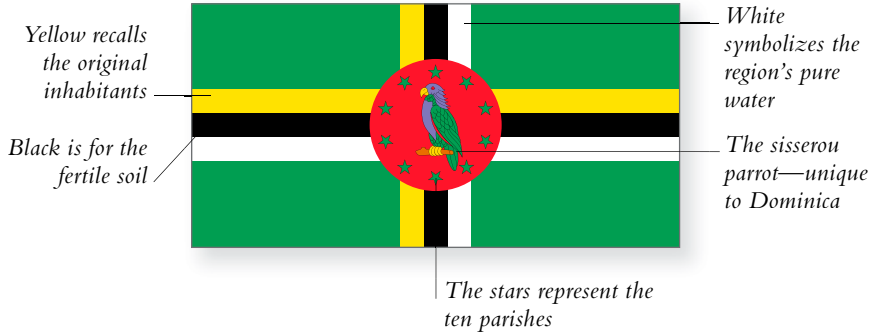 Yellow recalls
the original
inhabitants
Black is for the
fertile soil
White
symbolizes the
region's pure
water
The sisserou
parrot—unique
to Dominica
The stars represent the
ten parishes